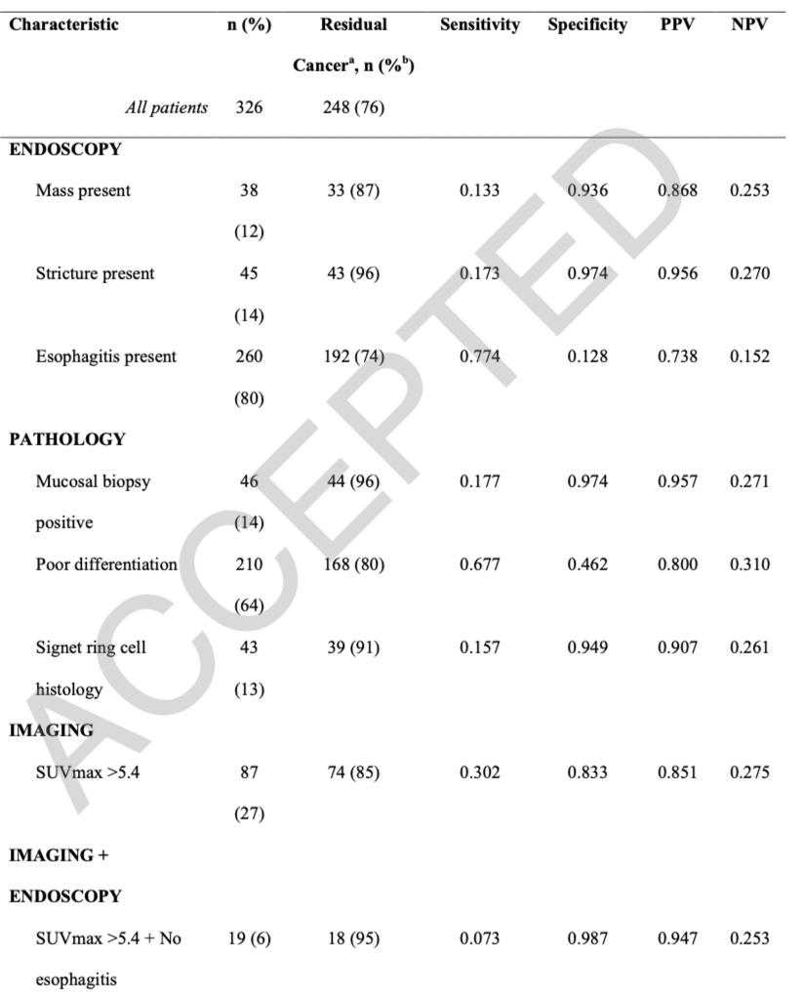 Characteristic n (%) Residual Sensitivity Specificity PPV NPV
Cancerᵃ, n (%ᵇ)
All patients 326 248 (76)
ENDOSCOPY
Mass present 38 33 (87) 0.133 0.936 0.868 0.253
(12)
Stricture present 45 43 (96) 0.173 0.974 0.956 0.270
(14)
Esophagitis present 260 192 (74) 0.774 0.128 0.738 0.152
(80)
PATHOLOGY
Mucosal biopsy 46 44 (96) 0.177 0.974 0.957 0.271
positive (14)
Poor differentiation 210 168 (80) 0.677 0.462 0.800 0.310
(64)
Signet ring cell 43 39 (91) 0.157 0.949 0.907 0.261
histology (13)
IMAGING
SUVmax >5.4 87 74 (85) 0.302 0.833 0.851 0.275
(27)
IMAGING +
ENDOSCOPY
SUVmax >5.4 + No 19 (6) 18 (95) 0.073 0.987 0.947 0.253
esophagitis
ACCEPTED